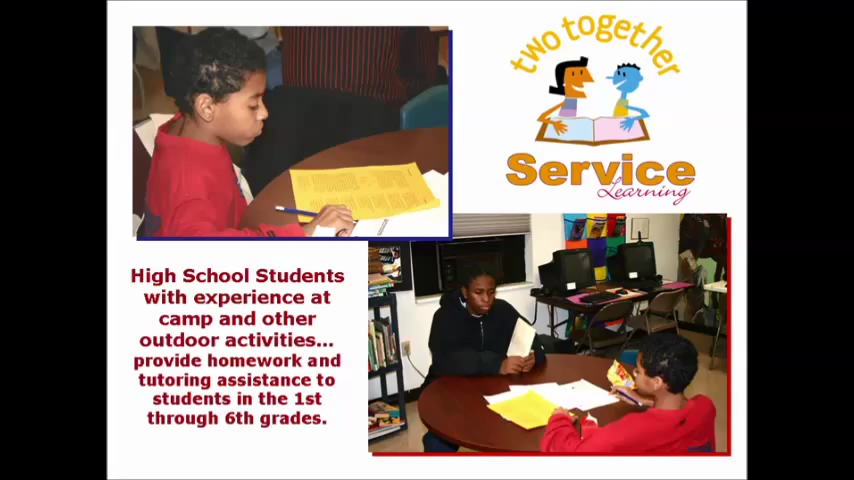 two together
Service
Learning
High School Students
with experience at
camp and other
outdoor activities...
provide homework and
tutoring assistance to
students in the 1st
through 6th grades.